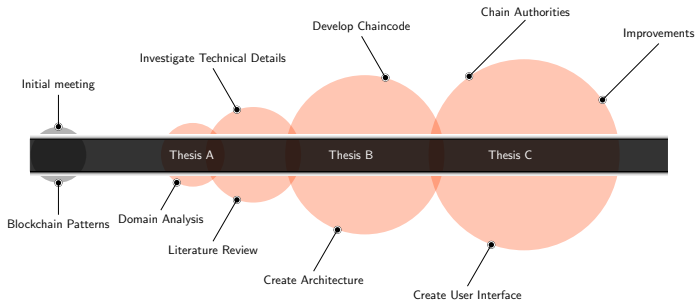 Chain Authorities
Develop Chaincode
Improvements
Investigate Technical Details
Initial meeting
Thesis A
Thesis B
Thesis C
Blockchain Patterns
Domain Analysis
Literature Review
Create Architecture
Create User Interface